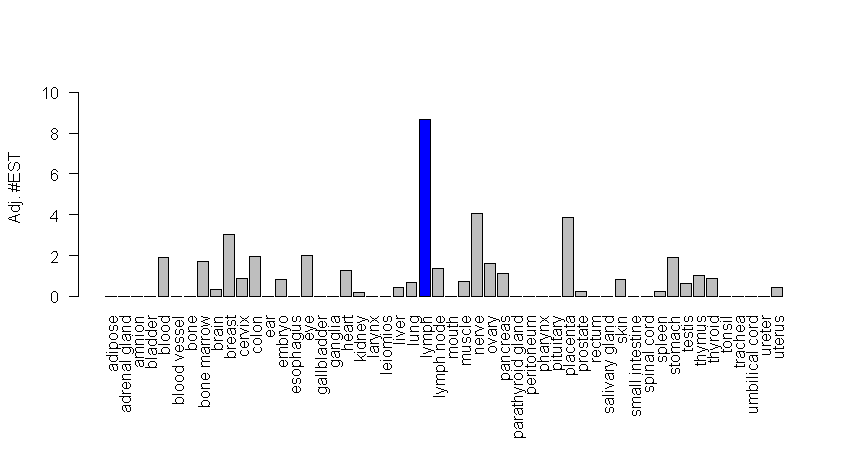 Adj. #EST
10
8
6
4
2
0
adipose
adrenal gland
amnion
bladder
blood
blood vessel
bone
bone marrow
brain
breast
cervix
colon
ear
embryo
esophagus
eye
gallbladder
ganglia
heart
kidney
larynx
leiomios
liver
lung
lymph
lymph node
mouth
muscle
nerve
ovary
pancreas
parathyroid gland
peritoneum
pharynx
pituitary
placenta
prostate
rectum
salivary gland
skin
small intestine
spinal cord
spleen
stomach
testis
thymus
thyroid
tonsil
trachea
umbilical cord
ureter
uterus